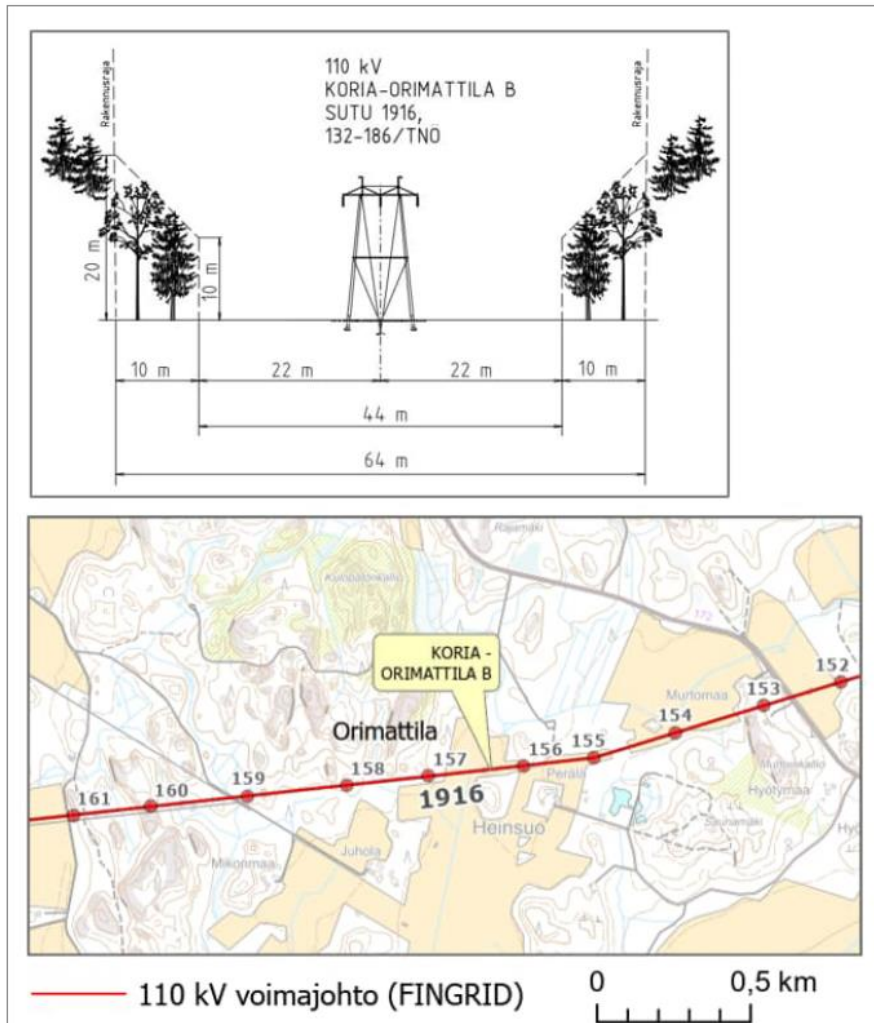 110 kV
KORIA-ORIMATTILA B
SUTU 1916,
132-186/TNÖ
Rakennusraja
Rakennusraja
20 m
10 m
10 m
22 m
22 m
10 m
44 m
64 m
Rajamäki
172
KORIA -
ORIMATTILA B
152
Murtomaa
153
154
Orimattila
155
156
157
158
159
160
161
1916
Perälä
Heinsuo
Hyötymaa
Juhola
Mikonmaa
110 kV voimajohto (FINGRID)
0
0,5 km